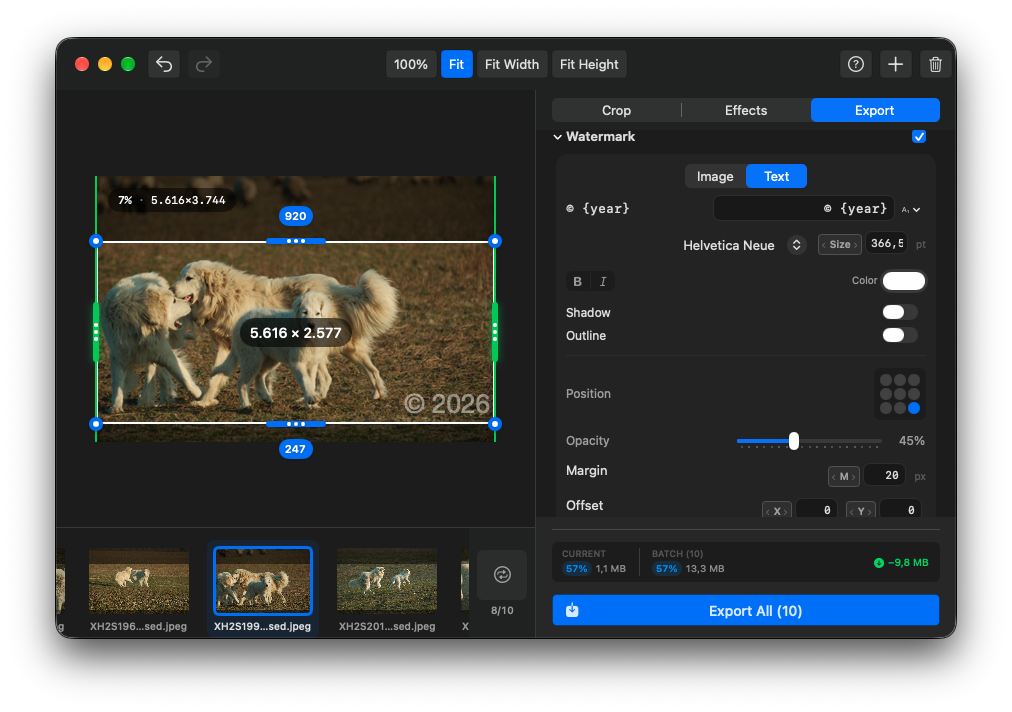 100% Fit Fit Width Fit Height ?
Crop Effects Export
Watermark
Image Text
© {year} © {year}
Helvetica Neue Size 366,5 pt
B I Color
Shadow
Outline
Position
Opacity 45%
Margin M 20 px
Offset X 0 Y 0
CURRENT BATCH (10)
57% 1,1 MB 57% 13,3 MB −9,8 MB
Export All (10)
7% · 5.616×3.744
920
5.616 × 2.577
© 2026
247
8/10
g XH2S196...sed.jpeg XH2S199...sed.jpeg XH2S201...sed.jpeg X